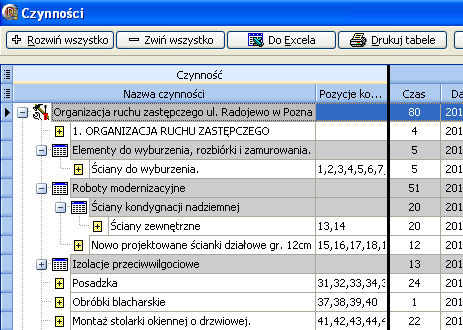 Czynności
Rozwiń wszystko Zwiń wszystko Do Excela Drukuj tabele
Czynność
Nazwa czynności Pozycje ko... Czas Da
Organizacja ruchu zastępczego ul. Radojewo w Pozna 80 201
1. ORGANIZACJA RUCHU ZASTĘPCZEGO 4 201
Elementy do wyburzenia, rozbiórki i zamurowania. 5 201
Ściany do wyburzenia. 1,2,3,4,5,6,7, 5 201
Roboty modernizacyjne 51 201
Ściany kondygnacji nadziemnej 20 201
Ściany zewnętrzne 13,14 20 201
Nowo projektowane ścianki działowe gr. 12cm 15,16,17,18,1 12 201
Izolacje przeciwwilgociowe 13 201
Posadzka 31,32,33,34,3 24 201
Obróbki blacharskie 37,38,39,40 1 201
Montaż stolarki okiennej o drzwiowej. 41,42,43,44,4 22 201